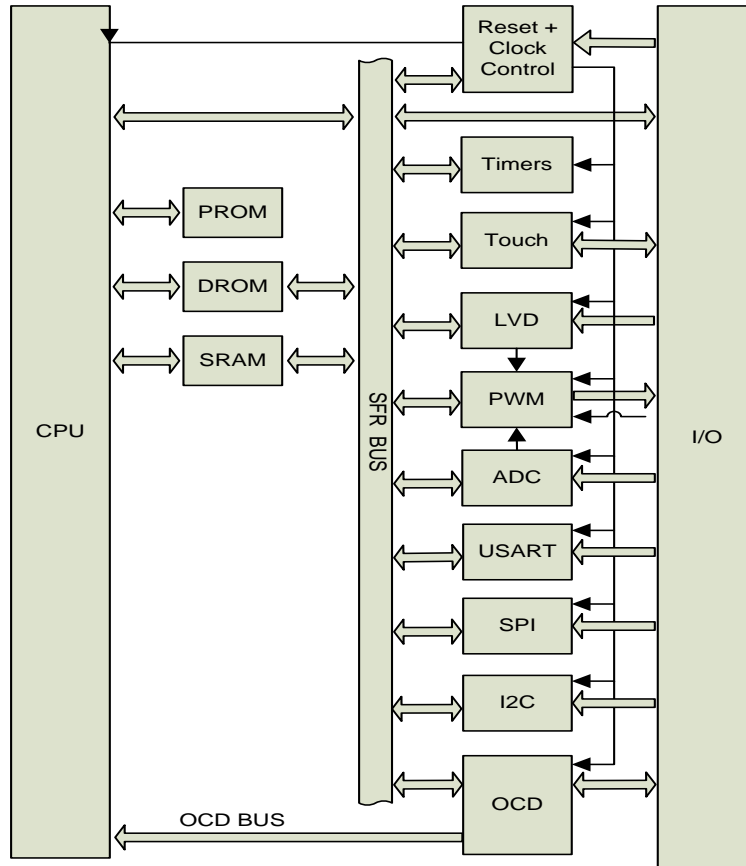 Reset +
Clock
Control
Timers
PROM
Touch
DROM
LVD
SRAM
PWM
SFR BUS
CPU
I/O
ADC
USART
SPI
I2C
OCD
OCD BUS